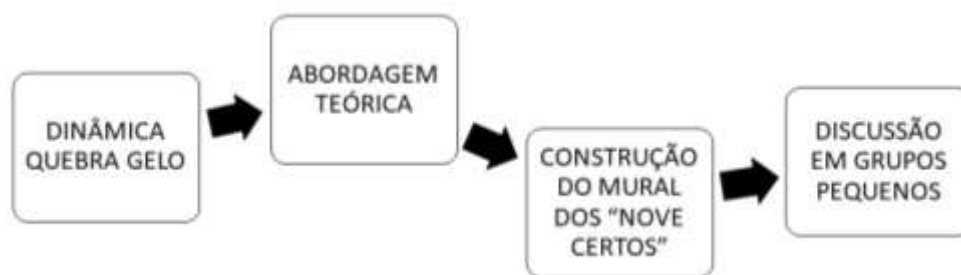 DINÂMICA
QUEBRA GELO
ABORDAGEM
TEÓRICA
CONSTRUÇÃO
DO MURAL
DOS “NOVE
CERTOS”
DISCUSSÃO
EM GRUPOS
PEQUENOS